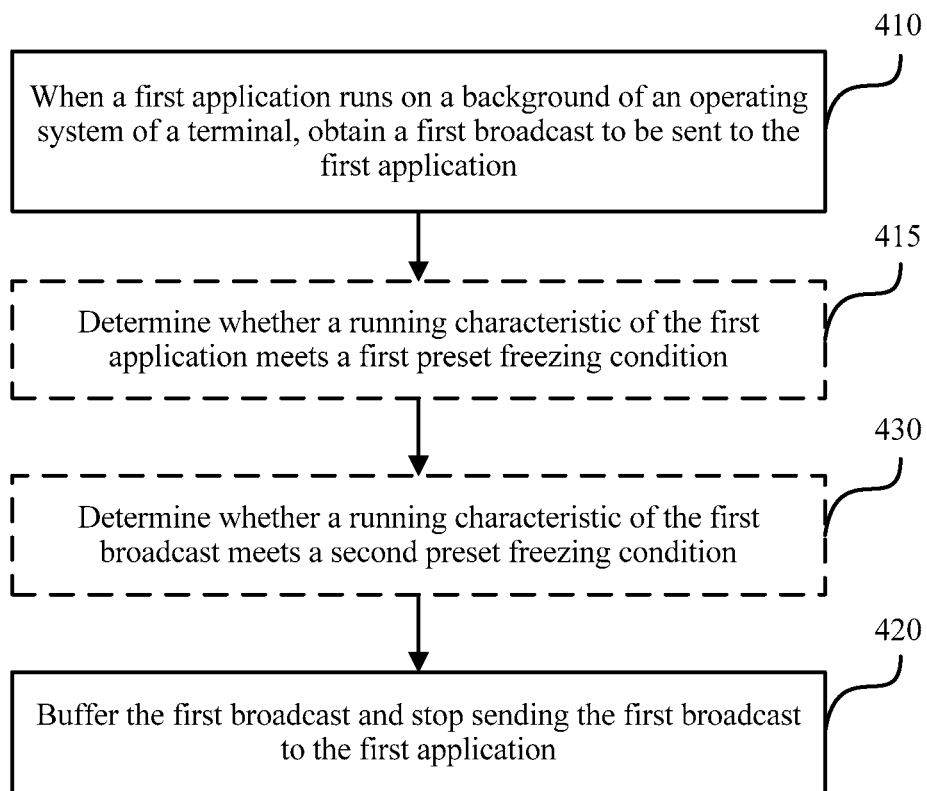 410
When a first application runs on a background of an operating
system of a terminal, obtain a first broadcast to be sent to the
first application
415
Determine whether a running characteristic of the first
application meets a first preset freezing condition
430
Determine whether a running characteristic of the first
broadcast meets a second preset freezing condition
420
Buffer the first broadcast and stop sending the first broadcast
to the first application